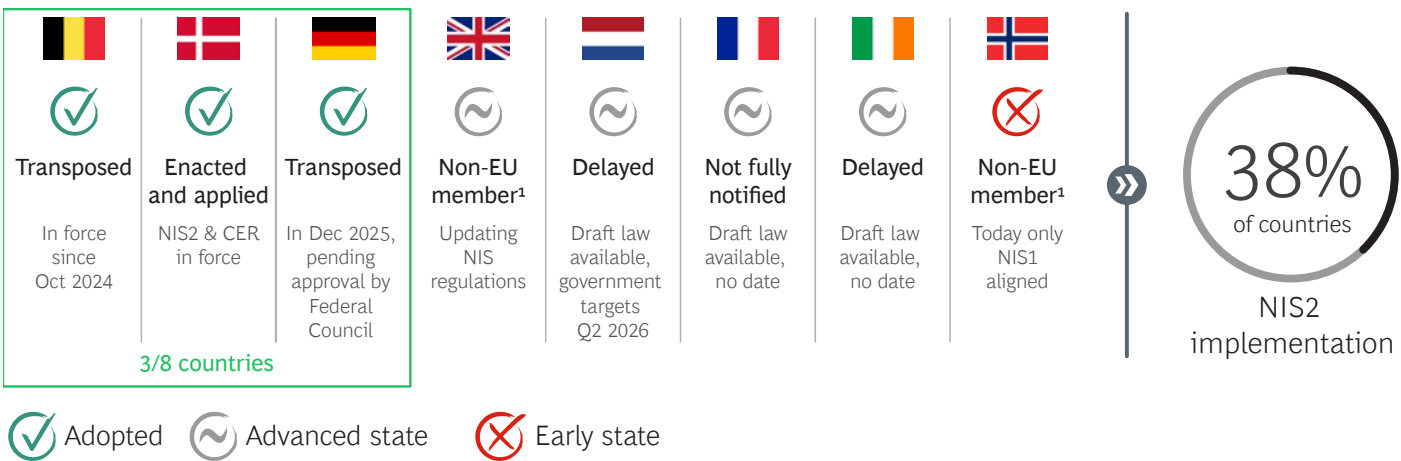 Transposed
In force
since
Oct 2024
Enacted
and applied
NIS2 & CER
in force
Transposed
In Dec 2025,
pending
approval by
Federal
Council
3/8 countries
Non-EU
member¹
Updating
NIS
regulations
Delayed
Draft law
available,
government
targets
Q2 2026
Not fully
notified
Draft law
available,
no date
Delayed
Draft law
available,
no date
Non-EU
member¹
Today only
NIS1
aligned
38%
of countries
NIS2
implementation
Adopted
Advanced state
Early state